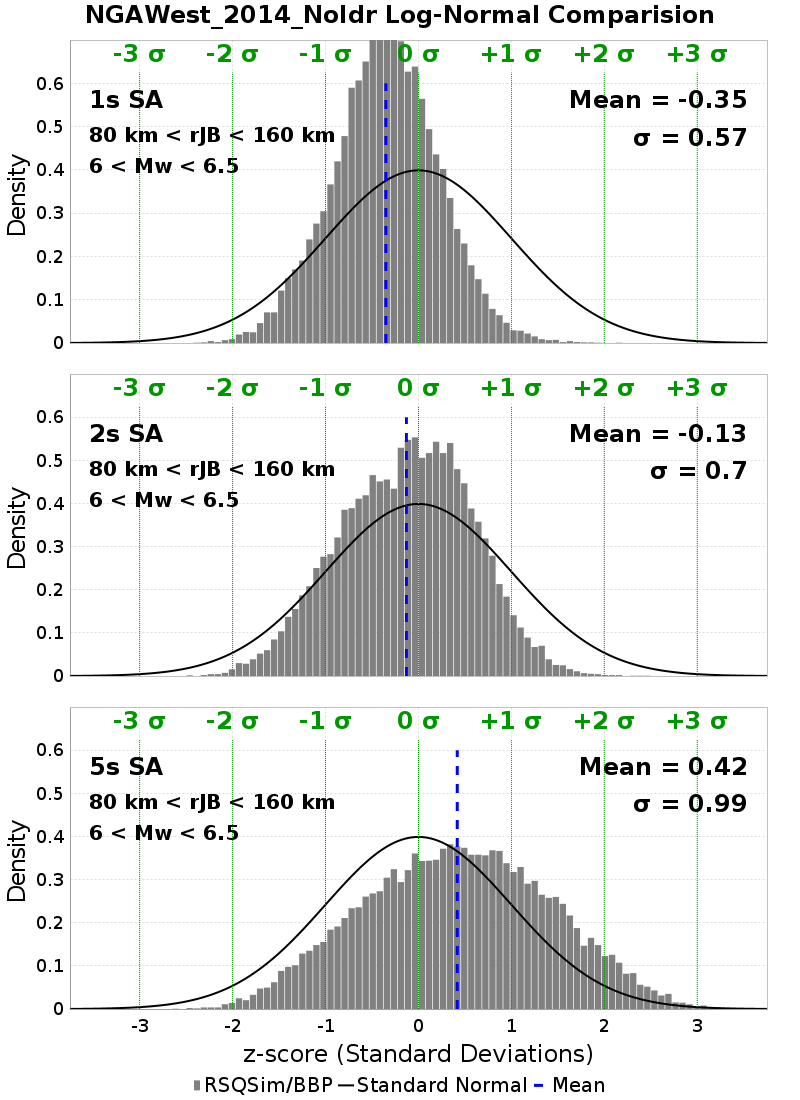 NGAWest_2014_NoIdr Log-Normal Comparision
-3 σ -2 σ -1 σ 0 σ +1 σ +2 σ +3 σ
1s SA
Mean = -0.35
80 km < rJB < 160 km
σ = 0.57
6 < Mw < 6.5
Density
0.6
0.5
0.4
0.3
0.2
0.1
0
-3 σ -2 σ -1 σ 0 σ +1 σ +2 σ +3 σ
2s SA
Mean = -0.13
80 km < rJB < 160 km
σ = 0.7
6 < Mw < 6.5
Density
0.6
0.5
0.4
0.3
0.2
0.1
0
-3 σ -2 σ -1 σ 0 σ +1 σ +2 σ +3 σ
5s SA
Mean = 0.42
80 km < rJB < 160 km
σ = 0.99
6 < Mw < 6.5
Density
0.6
0.5
0.4
0.3
0.2
0.1
0
-3 -2 -1 0 1 2 3
z-score (Standard Deviations)
RSQSim/BBP Standard Normal Mean